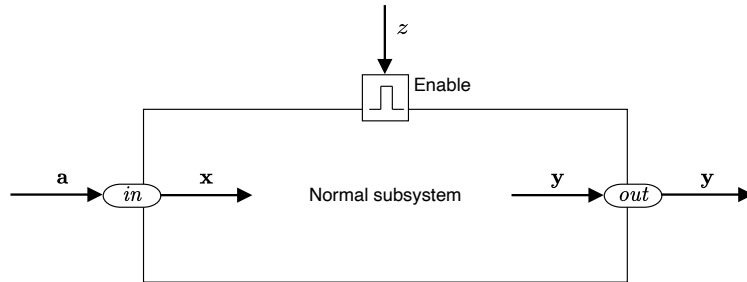 z
Enable
a
in
x
Normal subsystem
y
out
y